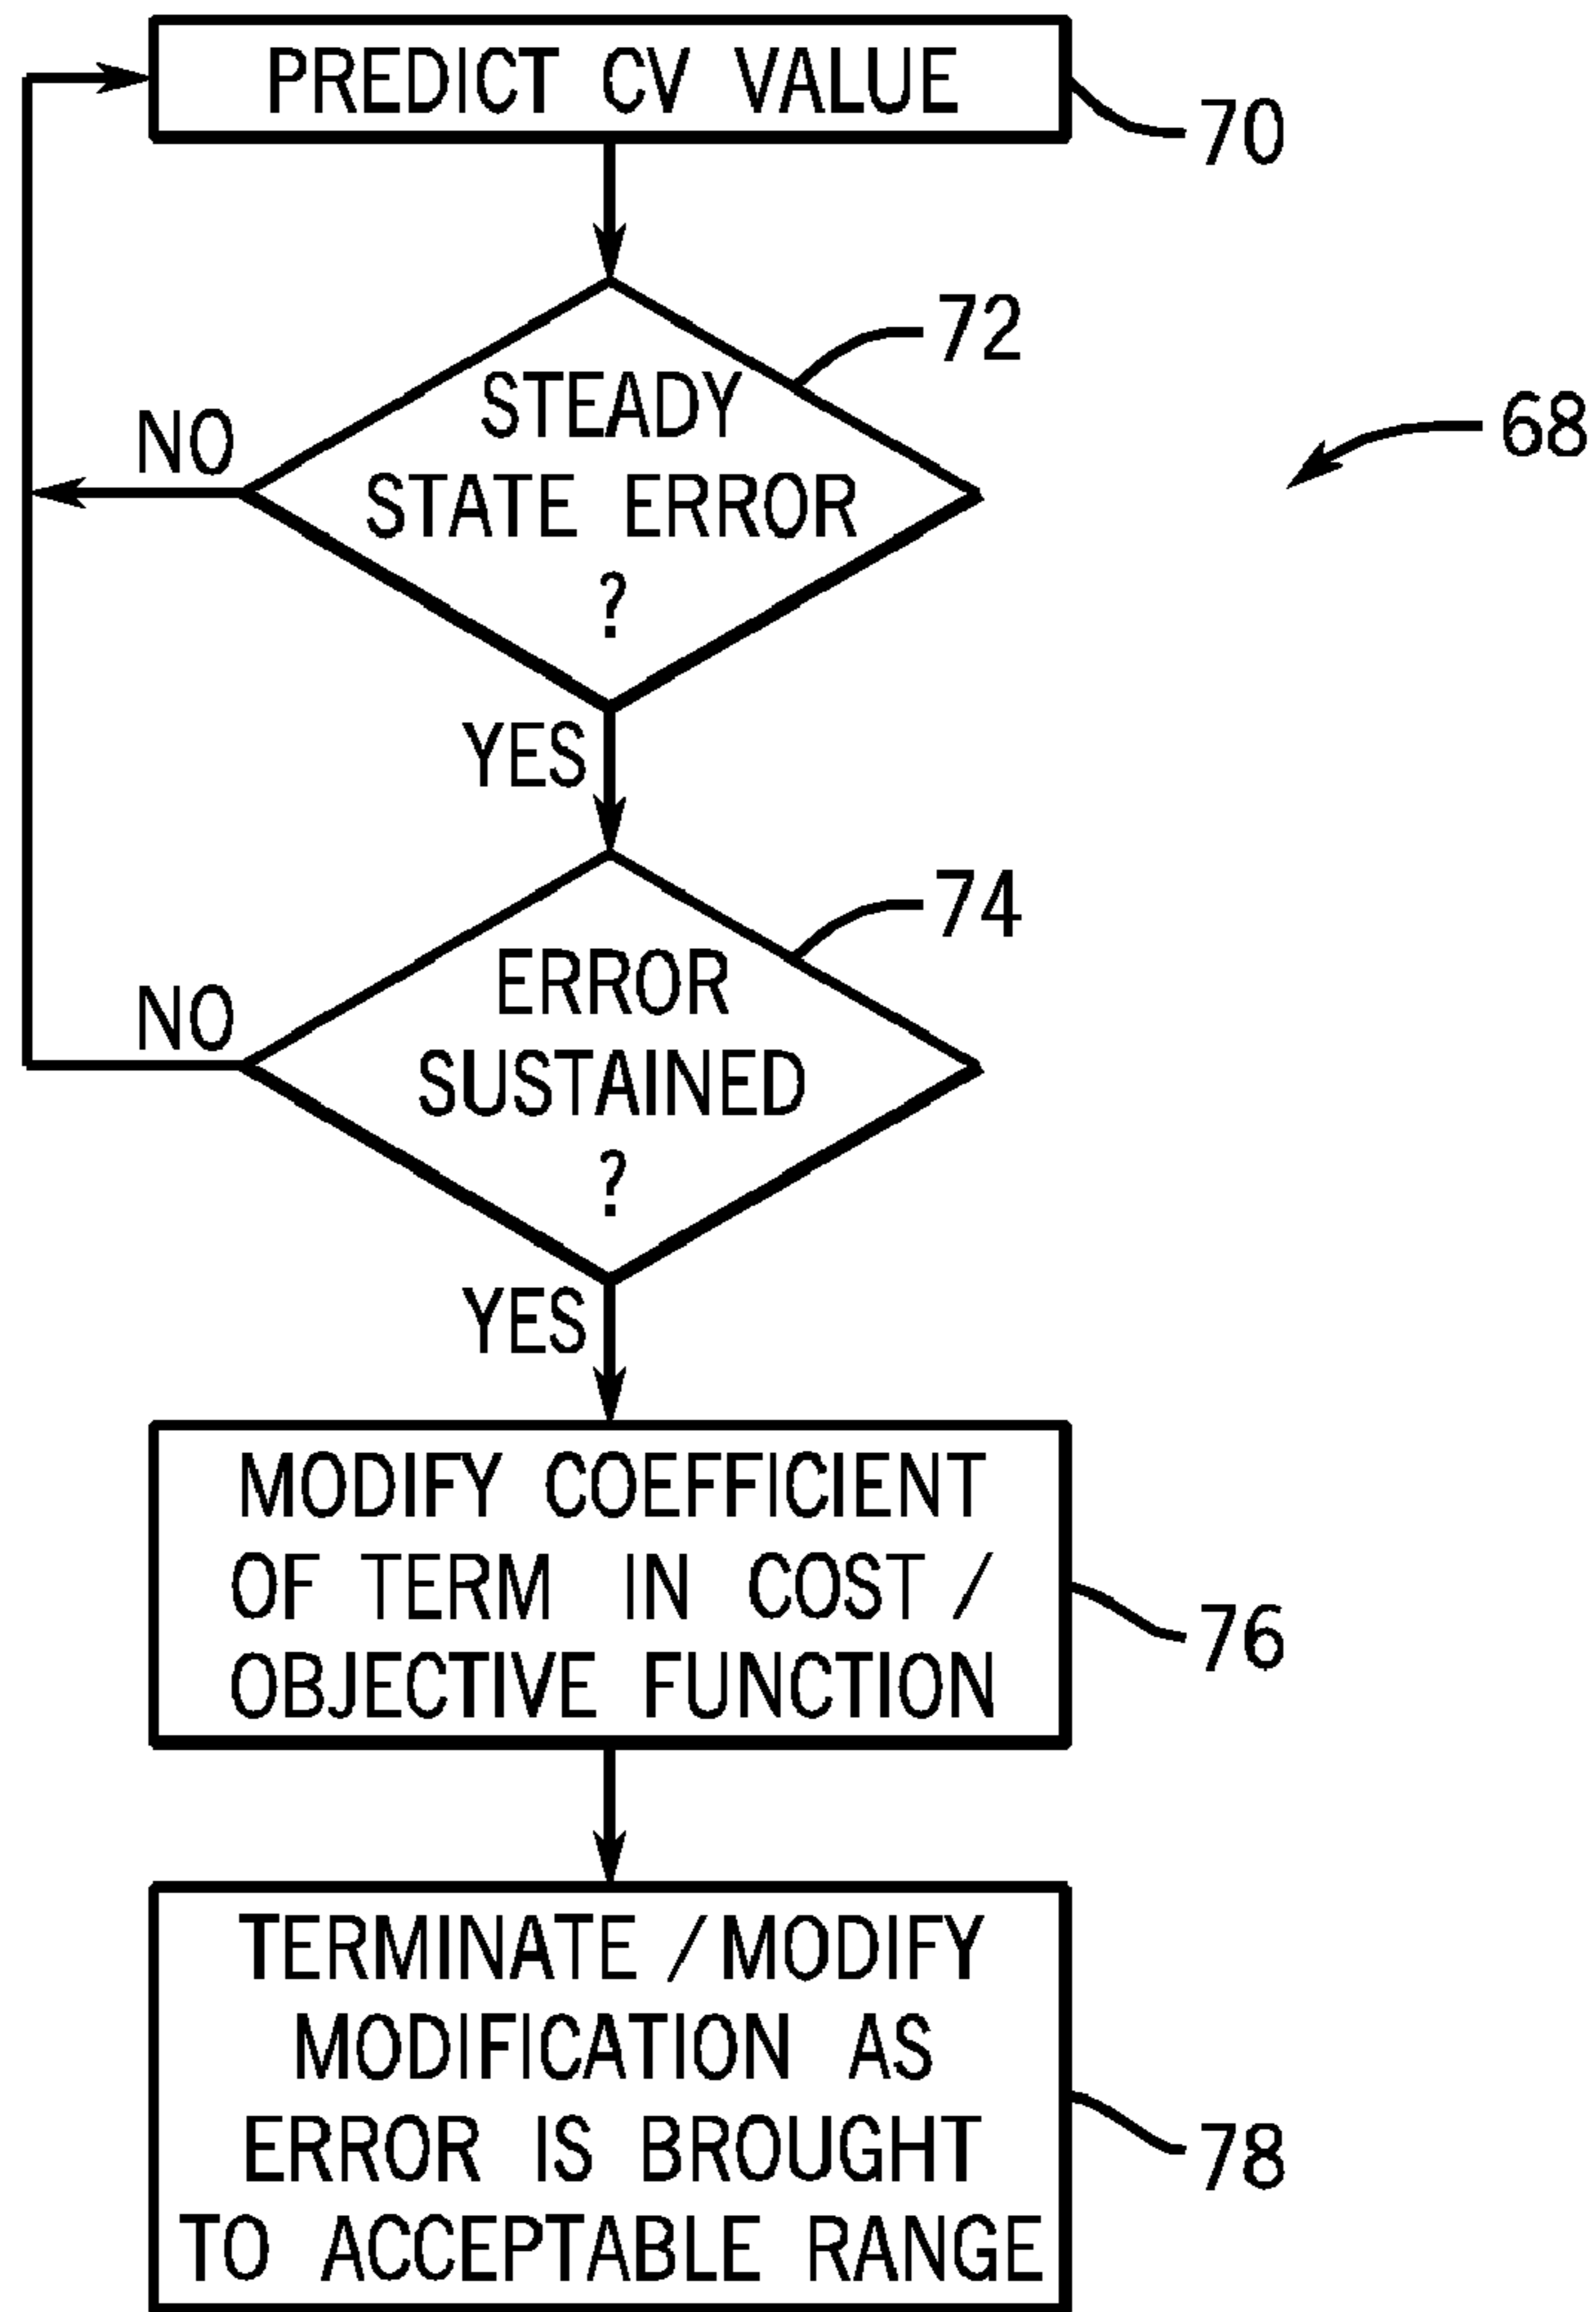 PREDICT CV VALUE
70
72
STEADY
STATE ERROR
?
NO
68
YES
74
ERROR
SUSTAINED
?
NO
YES
MODIFY COEFFICIENT
OF TERM IN COST /
OBJECTIVE FUNCTION
76
TERMINATE / MODIFY
MODIFICATION AS
ERROR IS BROUGHT
TO ACCEPTABLE RANGE
78